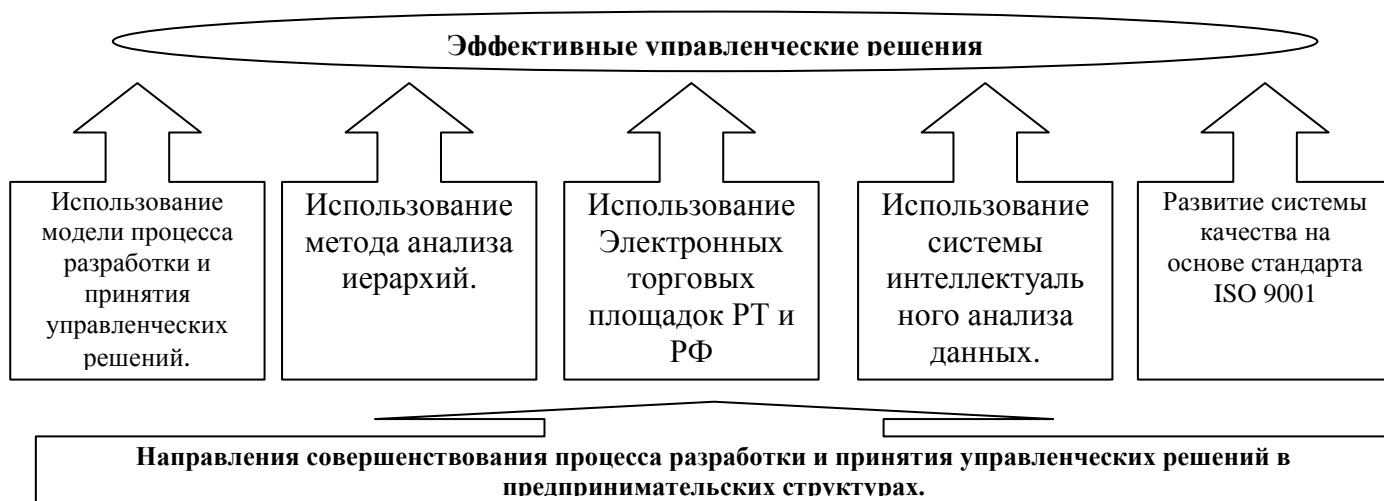 Эффективные управленческие решения
Использование
модели процесса
разработки и
принятия
управленческих
решений.
Использование
метода анализа
иерархий.
Использование
Электронных
торговых
площадок РТ и
РФ
Использование
системы
интеллектуаль
ного анализа
данных.
Развитие системы
качества на
основе стандарта
ISO 9001
Направления совершенствования процесса разработки и принятия управленческих решений в
предпринимательских структурах.